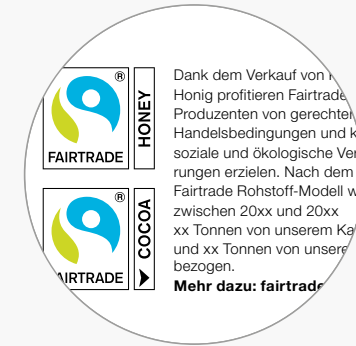 ®
FAIRTRADE
HONEY
®
FAIRTRADE
COCOA
Dank dem Verkauf von
Honig profitieren Fairtrade
Produzenten von gerechte
Handelsbedingungen und k
soziale und ökologische Ver
rungen erzielen. Nach dem
Fairtrade Rohstoff-Modell w
zwischen 20xx und 20xx
xx Tonnen von unserem Ka
und xx Tonnen von unsere
bezogen.
Mehr dazu: fairtrade